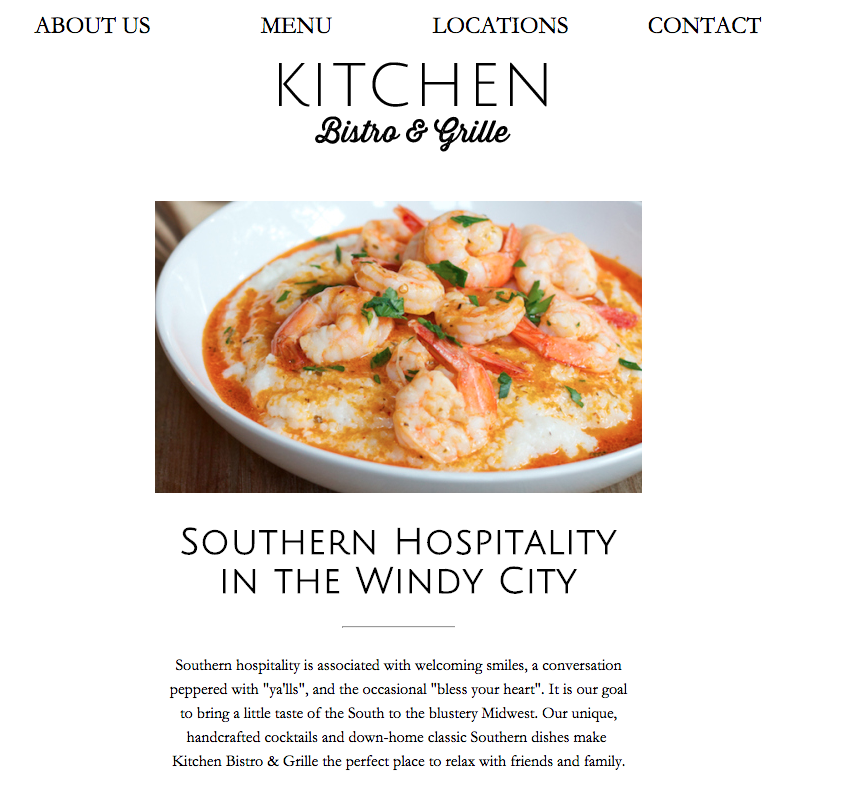 ABOUT US MENU LOCATIONS CONTACT
KITCHEN
Bistro & Grille
Southern Hospitality
in the Windy City
Southern hospitality is associated with welcoming smiles, a conversation
peppered with "ya'lls", and the occasional "bless your heart". It is our goal
to bring a little taste of the South to the blustery Midwest. Our unique,
handcrafted cocktails and down-home classic Southern dishes make
Kitchen Bistro & Grille the perfect place to relax with friends and family.